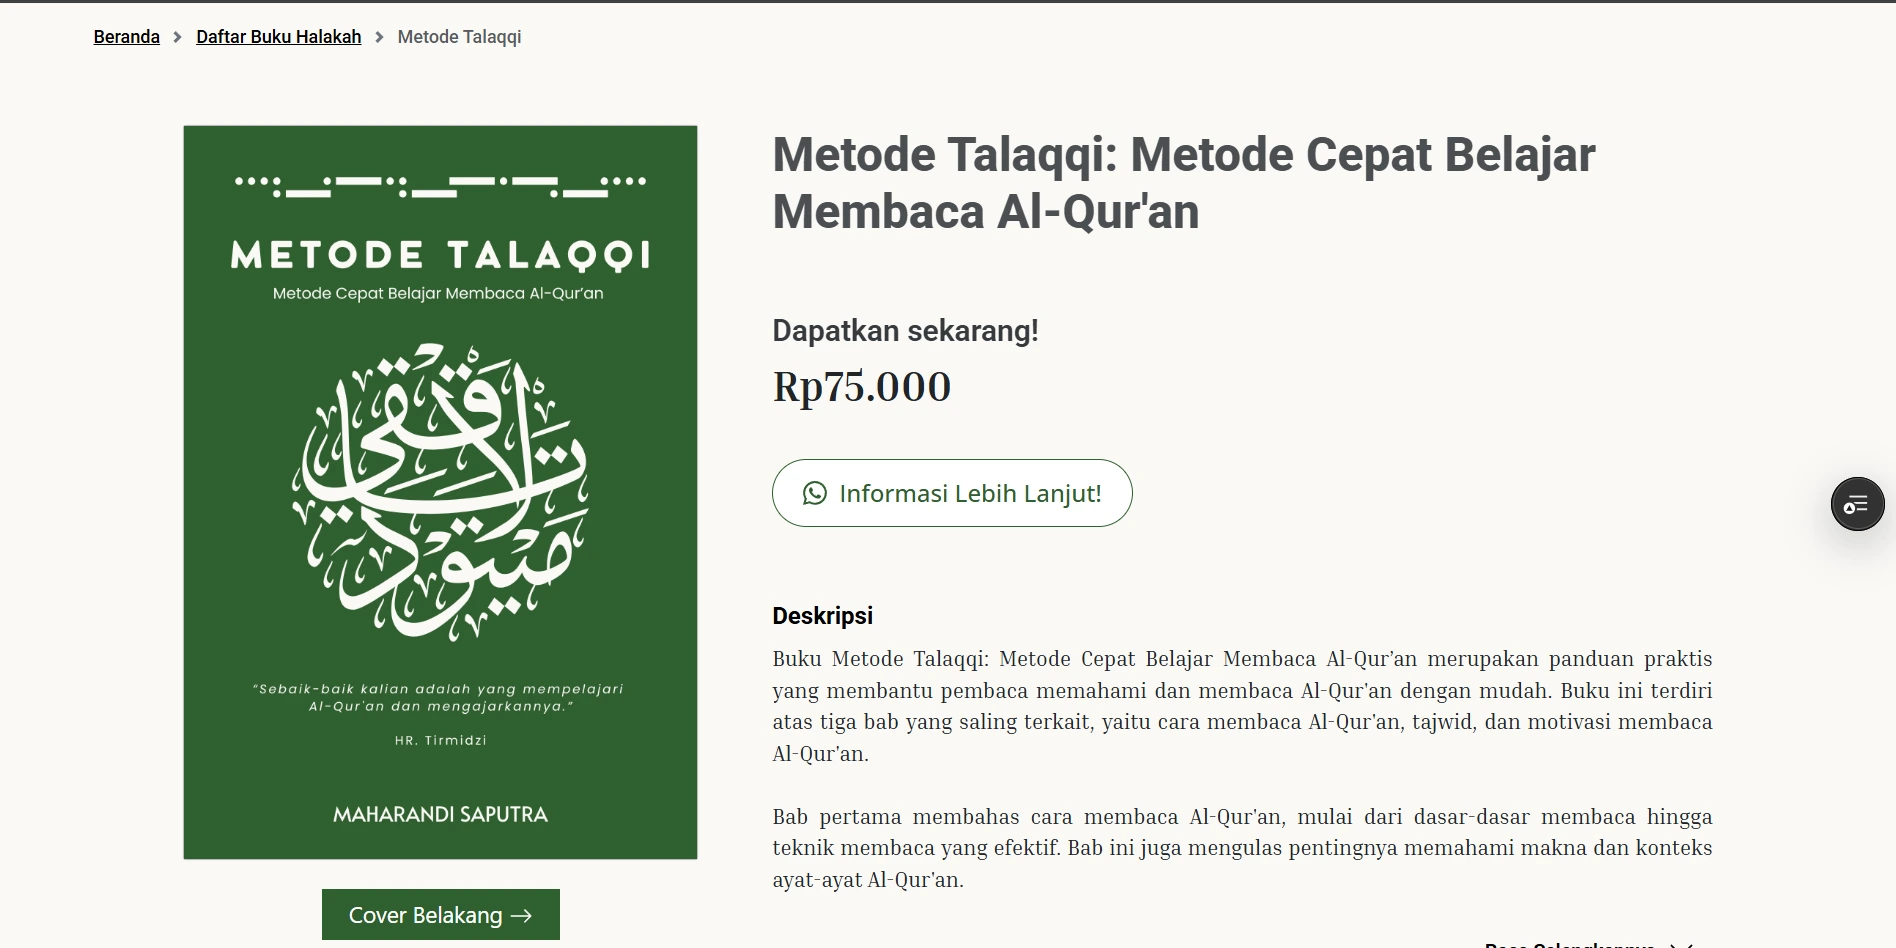 Beranda > Daftar Buku Halakah > Metode Talaqqi
METODE TALAQQI
Metode Cepat Belajar Membaca Al-Qur’an
ميتودي تلاققي
“Sebaik-baik kalian adalah yang mempelajari
Al-Qur'an dan mengajarkannya.”
HR. Tirmidzi
MAHARANDI SAPUTRA
Cover Belakang →
Metode Talaqqi: Metode Cepat Belajar
Membaca Al-Qur'an
Dapatkan sekarang!
Rp75.000
Informasi Lebih Lanjut!
Deskripsi
Buku Metode Talaqqi: Metode Cepat Belajar Membaca Al-Qur’an merupakan panduan praktis
yang membantu pembaca memahami dan membaca Al-Qur’an dengan mudah. Buku ini terdiri
atas tiga bab yang saling terkait, yaitu cara membaca Al-Qur’an, tajwid, dan motivasi membaca
Al-Qur’an.
Bab pertama membahas cara membaca Al-Qur’an, mulai dari dasar-dasar membaca hingga
teknik membaca yang efektif. Bab ini juga mengulas pentingnya memahami makna dan konteks
ayat-ayat Al-Qur’an.
Baca Selengkapnya